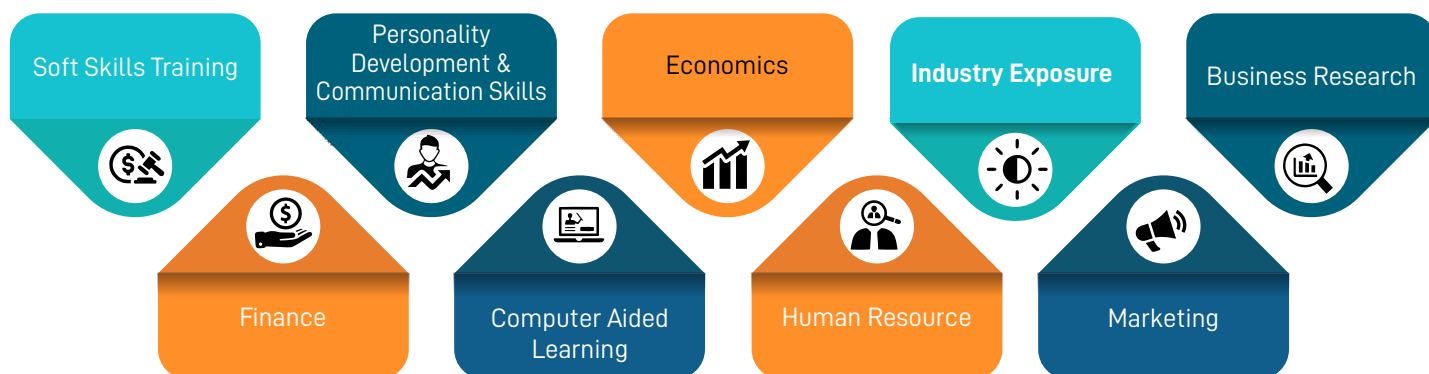 Soft Skills Training
Personality
Development &
Communication Skills
Economics
Industry Exposure
Business Research
Finance
Computer Aided
Learning
Human Resource
Marketing